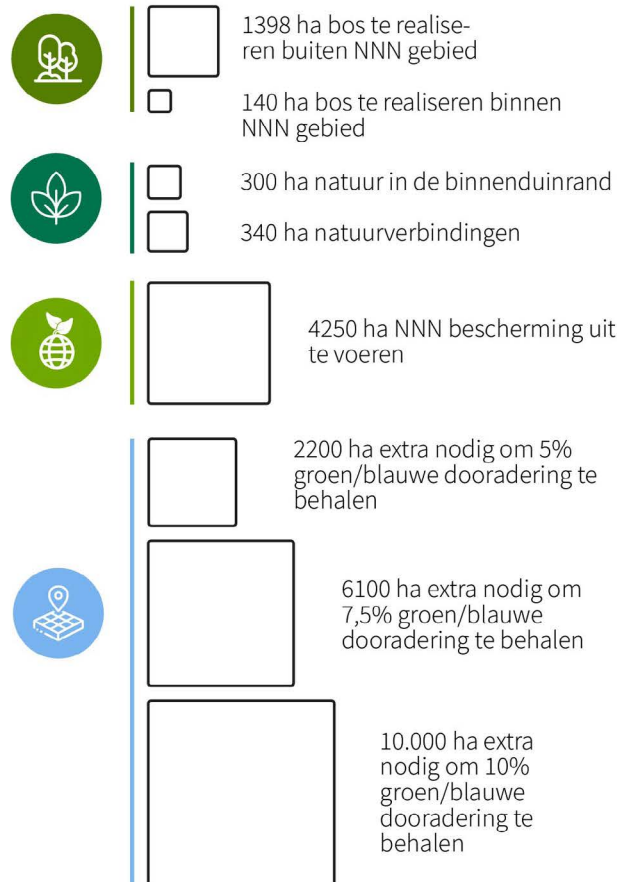 1398 ha bos te realise-
ren buiten NNN gebied
140 ha bos te realiseren binnen
NNN gebied
300 ha natuur in de binnenduinrand
340 ha natuurverbindingen
4250 ha NNN bescherming uit
te voeren
2200 ha extra nodig om 5%
groen/blauwe dooradering te
behalen
6100 ha extra nodig om
7,5% groen/blauwe
dooradering te behalen
10.000 ha extra
nodig om 10%
groen/blauwe
dooradering te
behalen